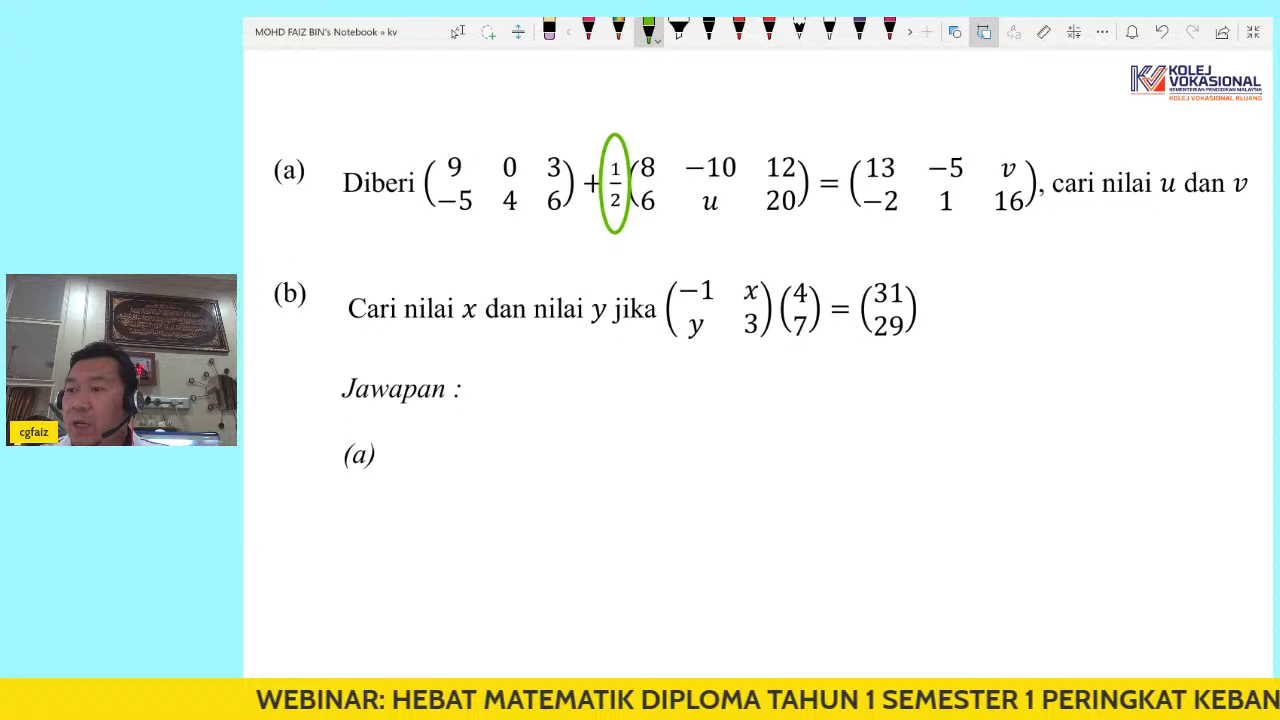 MOHD FAIZ BIN's Notebook » kv
KOLEJ
VOKASIONAL
KEMENTERIAN PENDIDIKAN MALAYSIA
KOLEJ VOKASIONAL KLUANG
(a) Diberi (9 0 3; −5 4 6) + 1/2 (8 −10 12; 6 u 20) = (13 −5 v; −2 1 16), cari nilai u dan v
(b) Cari nilai x dan nilai y jika (−1 x; y 3)(4; 7) = (31; 29)
Jawapan :
(a)
cgfaiz
WEBINAR: HEBAT MATEMATIK DIPLOMA TAHUN 1 SEMESTER 1 PERINGKAT KEBAN